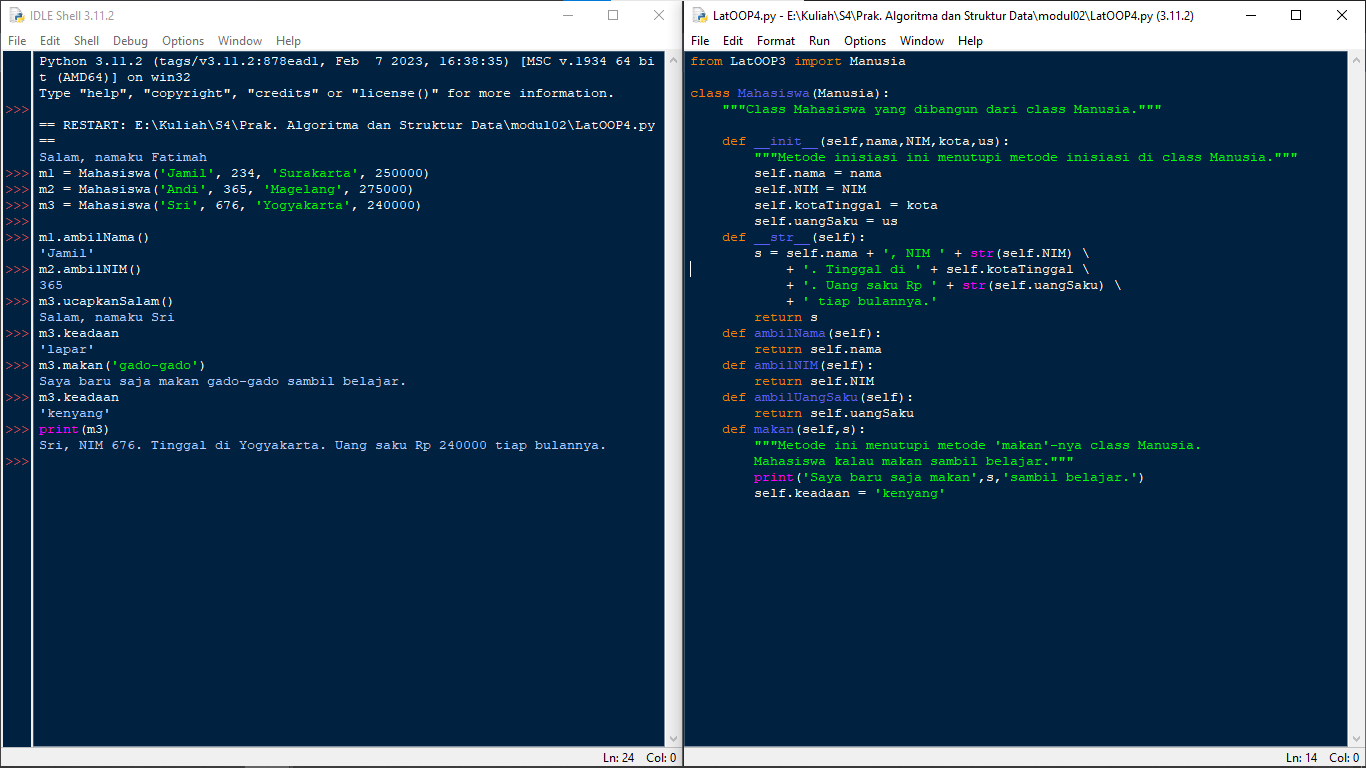 IDLE Shell 3.11.2
File Edit Shell Debug Options Window Help
Python 3.11.2 (tags/v3.11.2:878ead1, Feb  7 2023, 16:38:35) [MSC v.1934 64 bi
t (AMD64)] on win32
Type "help", "copyright", "credits" or "license()" for more information.
>>>
== RESTART: E:\Kuliah\S4\Prak. Algoritma dan Struktur Data\modul02\LatOOP4.py
==
Salam, namaku Fatimah
>>> m1 = Mahasiswa('Jamil', 234, 'Surakarta', 250000)
>>> m2 = Mahasiswa('Andi', 365, 'Magelang', 275000)
>>> m3 = Mahasiswa('Sri', 676, 'Yogyakarta', 240000)
>>>
>>> m1.ambilNama()
'Jamil'
>>> m2.ambilNIM()
365
>>> m3.ucapkanSalam()
Salam, namaku Sri
>>> m3.keadaan
'lapar'
>>> m3.makan('gado-gado')
Saya baru saja makan gado-gado sambil belajar.
>>> m3.keadaan
'kenyang'
>>> print(m3)
Sri, NIM 676. Tinggal di Yogyakarta. Uang saku Rp 240000 tiap bulannya.
>>>
Ln: 24 Col: 0
LatOOP4.py - E:\Kuliah\S4\Prak. Algoritma dan Struktur Data\modul02\LatOOP4.py (3.11.2)
File Edit Format Run Options Window Help
from LatOOP3 import Manusia
class Mahasiswa(Manusia):
    """Class Mahasiswa yang dibangun dari class Manusia."""
    def __init__(self,nama,NIM,kota,us):
        """Metode inisiasi ini menutupi metode inisiasi di class Manusia."""
        self.nama = nama
        self.NIM = NIM
        self.kotaTinggal = kota
        self.uangSaku = us
    def __str__(self):
        s = self.nama + ', NIM ' + str(self.NIM) \
            + '. Tinggal di ' + self.kotaTinggal \
            + '. Uang saku Rp ' + str(self.uangSaku) \
            + ' tiap bulannya.'
        return s
    def ambilNama(self):
        return self.nama
    def ambilNIM(self):
        return self.NIM
    def ambilUangSaku(self):
        return self.uangSaku
    def makan(self,s):
        """Metode ini menutupi metode 'makan'-nya class Manusia.
        Mahasiswa kalau makan sambil belajar."""
        print('Saya baru saja makan',s,'sambil belajar.')
        self.keadaan = 'kenyang'
Ln: 14 Col: 0